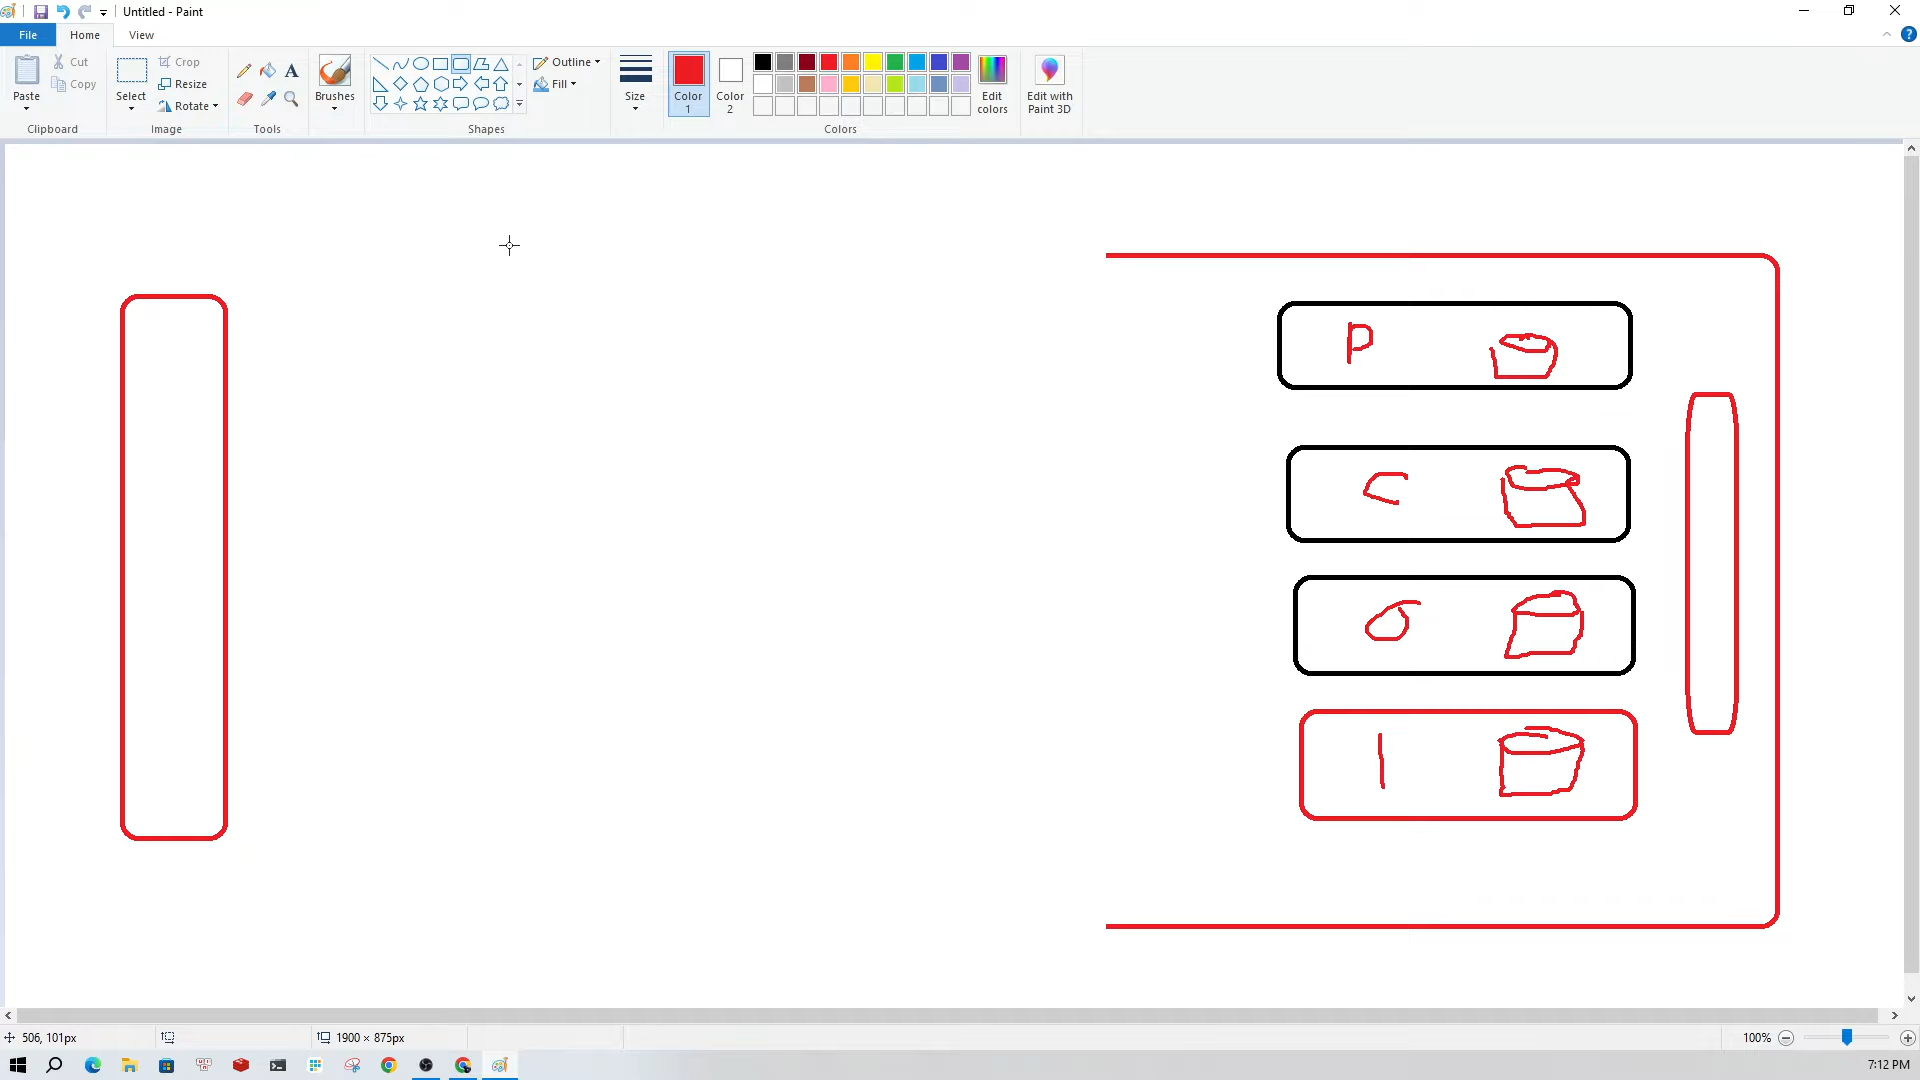 Untitled - Paint
File Home View
Paste
Cut
Copy
Clipboard
Select
Crop
Resize
Rotate
Image
Tools
Brushes
Shapes
Outline
Fill
Size
Color 1
Color 2
Edit colors
Colors
Edit with Paint 3D
P
C
O
I
506, 101px
1900 × 875px
100%
7:12 PM